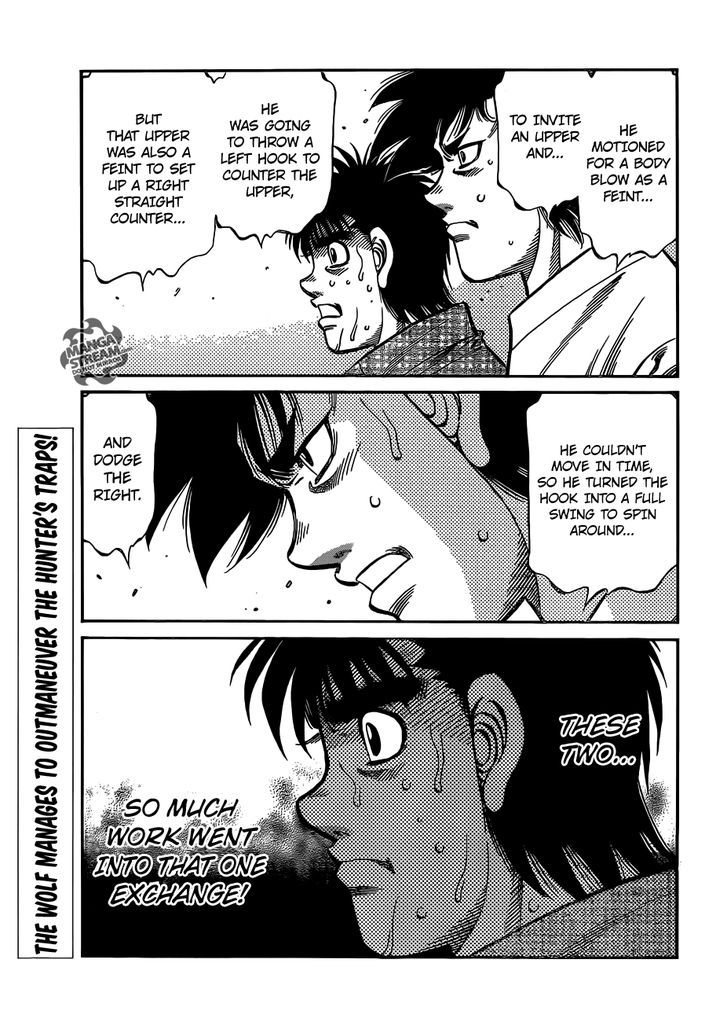 HE
MOTIONED
FOR A BODY
BLOW AS A
FEINT...
TO INVITE
AN UPPER
AND...
HE
WAS GOING
TO THROW A
LEFT HOOK TO
COUNTER THE
UPPER,
BUT
THAT UPPER
WAS ALSO A
FEINT TO SET
UP A RIGHT
STRAIGHT
COUNTER...
MANGA
STREAM
DO NOT MIRROR
HE COULDN'T
MOVE IN TIME,
SO HE TURNED THE
HOOK INTO A FULL
SWING TO SPIN
AROUND...
AND
DODGE
THE
RIGHT.
THESE
TWO...
SO MUCH
WORK WENT
INTO THAT ONE
EXCHANGE!
THE WOLF MANAGES TO OUTMANEUVER THE HUNTER'S TRAPS!